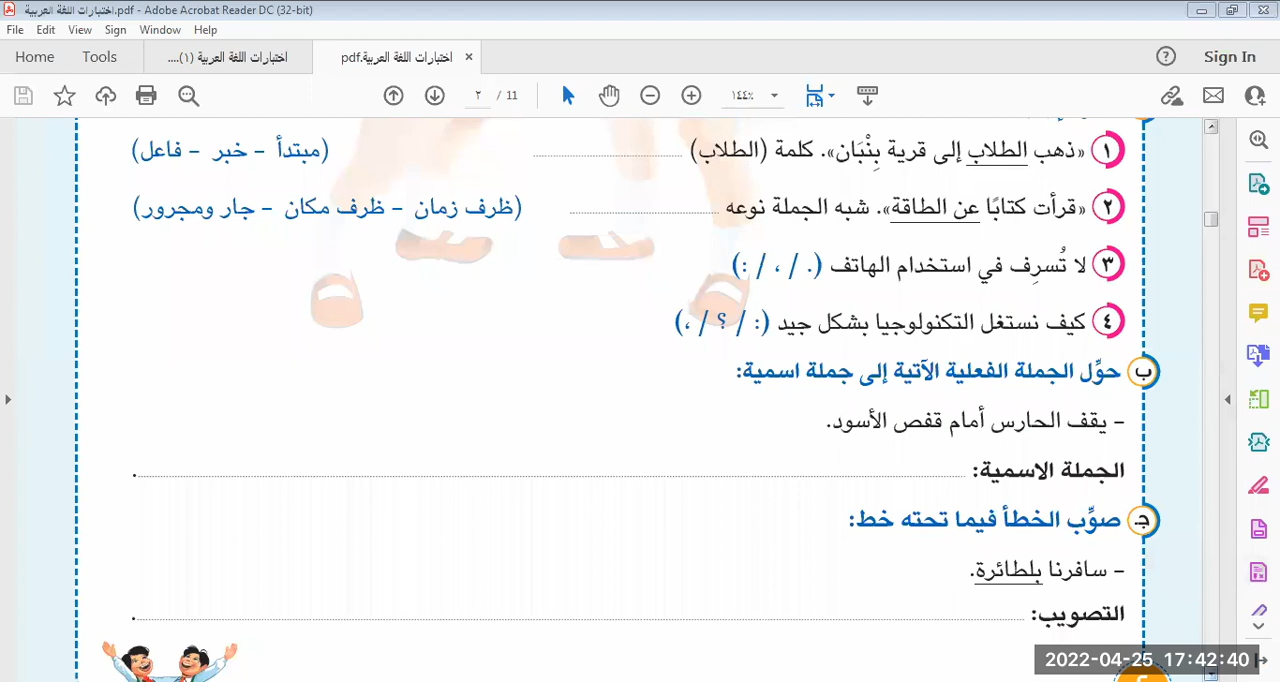 اختبارات اللغة العربية.pdf - Adobe Acrobat Reader DC (32-bit)
File Edit View Sign Window Help
Home Tools اختبارات اللغة العربية (١).... اختبارات اللغة العربية.pdf × Sign In
٢ / 11 ١٤٤٪
١ «ذهب الطلاب إلى قرية بِنْبَان». كلمة (الطلاب) (مبتدأ – خبر – فاعل)
٢ «قرأت كتابًا عن الطاقة». شبه الجملة نوعه (ظرف زمان – ظرف مكان – جار ومجرور)
٣ لا تُسرِف في استخدام الهاتف (. / ، / :)
٤ كيف نستغل التكنولوجيا بشكل جيد (: / ؟ / ،)
ب حوِّل الجملة الفعلية الآتية إلى جملة اسمية:
– يقف الحارس أمام قفص الأسود.
الجملة الاسمية: .
جـ صوِّب الخطأ فيما تحته خط:
– سافرنا بلطائرة.
التصويب: .
2022-04-25 17:42:40